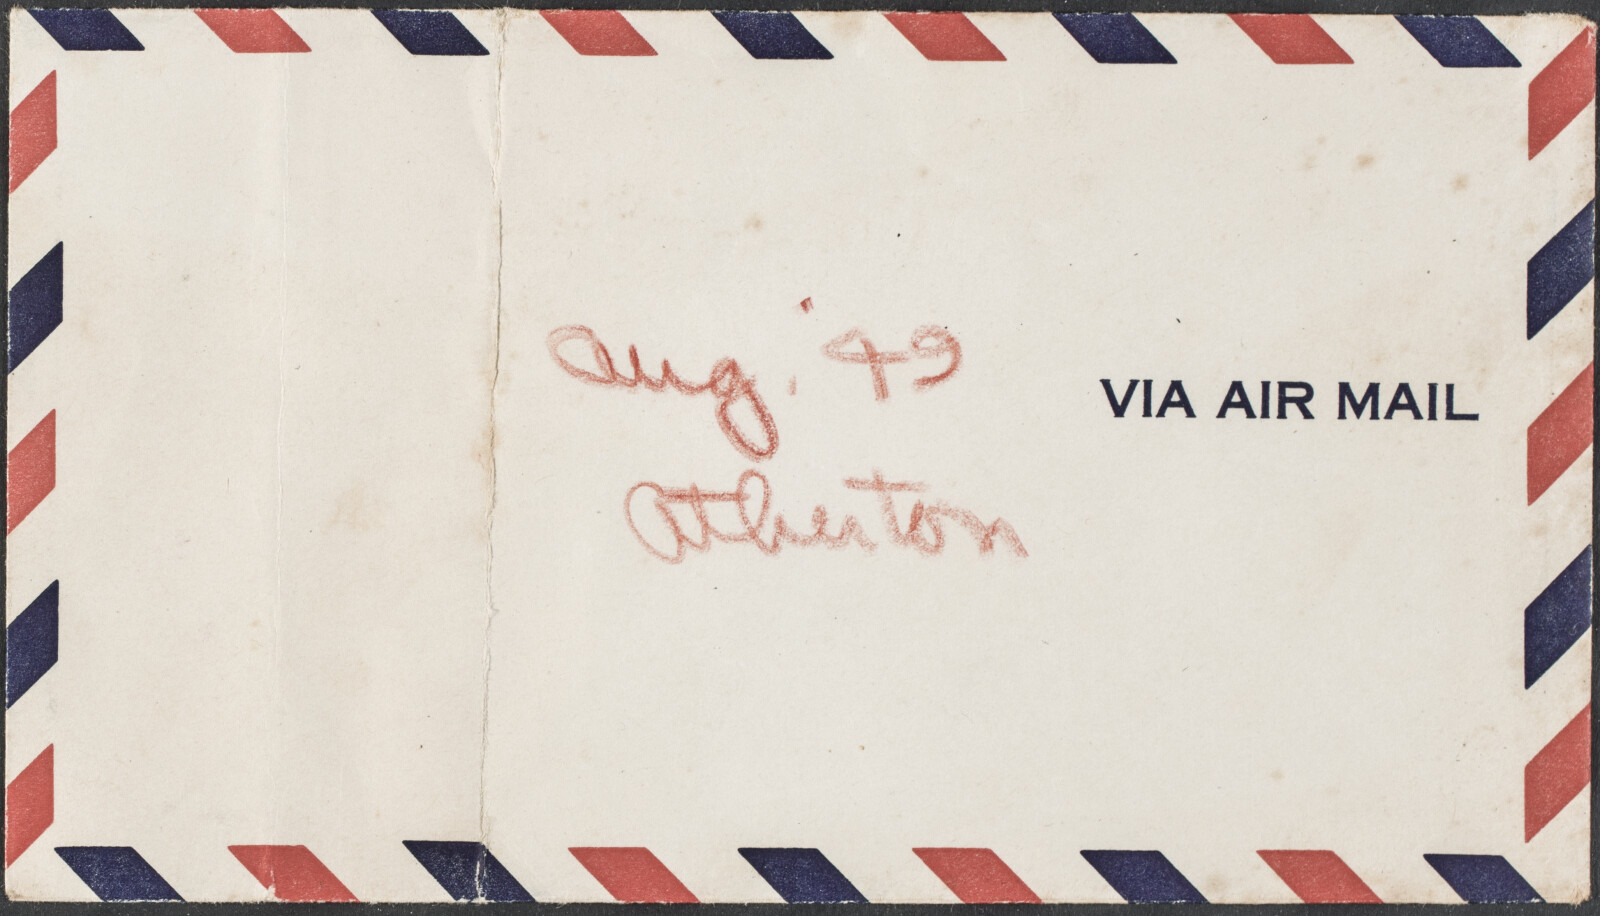 Aug. '49
Atherton
VIA AIR MAIL